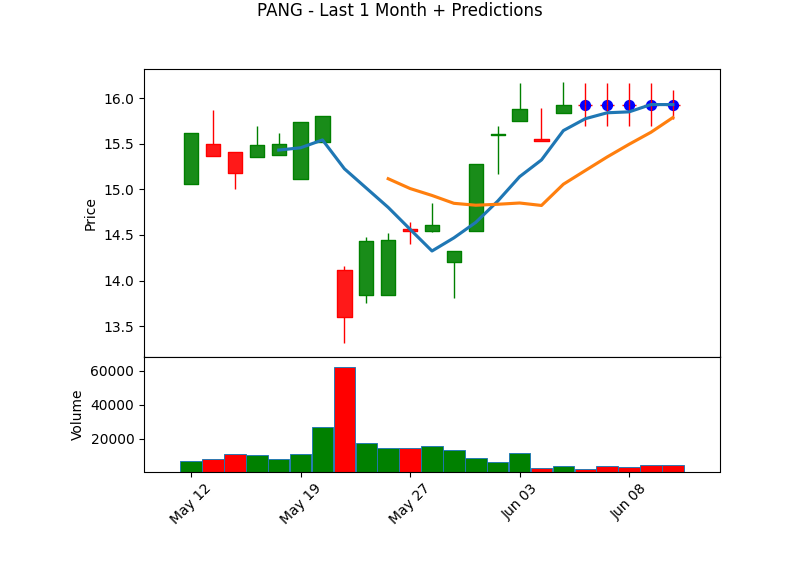 PANG - Last 1 Month + Predictions
16.0
15.5
15.0
14.5
14.0
13.5
Price
60000
40000
20000
Volume
May 12
May 19
May 27
Jun 03
Jun 08